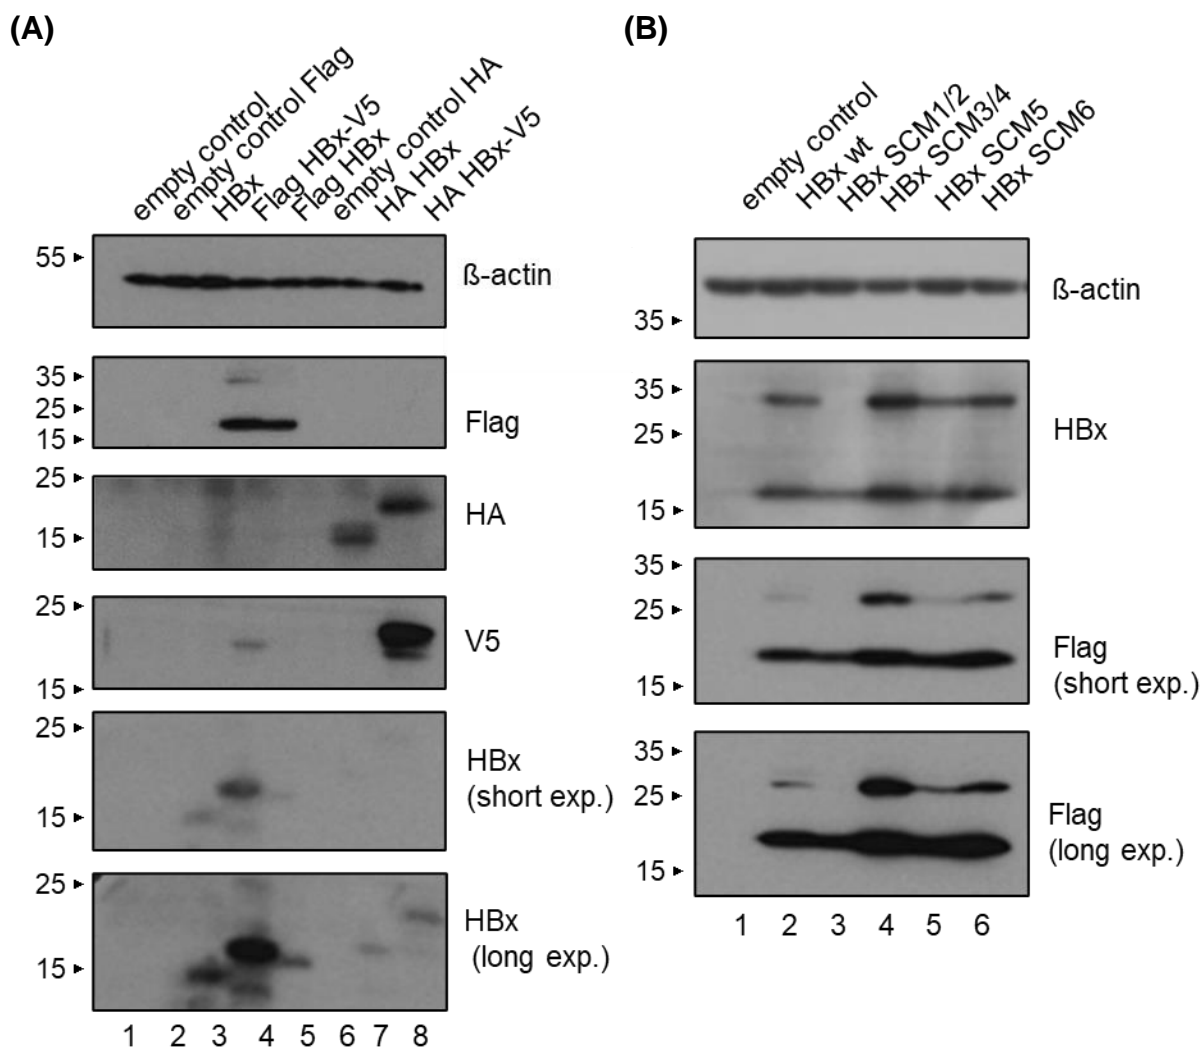 (A)
empty control
empty control Flag
HBx
Flag HBx-V5
Flag HBx
empty control HA
HA HBx
HA HBx-V5
55
ß-actin
35
25
15
Flag
25
15
HA
25
15
V5
25
15
HBx
(short exp.)
25
15
HBx
(long exp.)
1 2 3 4 5 6 7 8
(B)
empty control
HBx wt
HBx SCM1/2
HBx SCM3/4
HBx SCM5
HBx SCM6
35
ß-actin
35
25
15
HBx
35
25
15
Flag
(short exp.)
35
25
15
Flag
(long exp.)
1 2 3 4 5 6